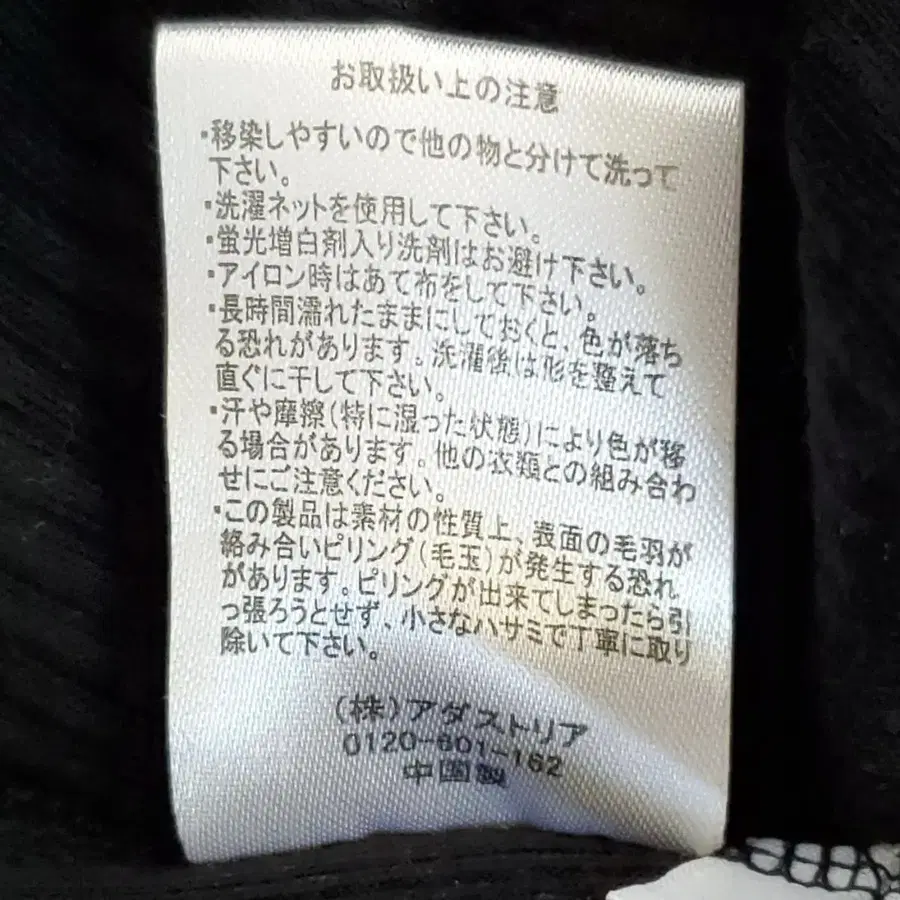 お取扱い上の注意
・移染しやすいので他の物と分けて洗って
下さい。
・洗濯ネットを使用して下さい。
・蛍光増白剤入り洗剤はお避け下さい。
・アイロン時はあて布をして下さい。
・長時間濡れたままにしておくと、色が落ち
る恐れがあります。洗濯後は形を整えて
直ぐに干して下さい。
・汗や摩擦(特に湿った状態)により色が移
る場合があります。他の衣類との組み合わ
せにご注意ください。
・この製品は素材の性質上、表面の毛羽が
絡み合いピリング(毛玉)が発生する恐れ
があります。ピリングが出来てしまったら引
っ張ろうとせず、小さなハサミで丁寧に取り
除いて下さい。
(株)アダストリア
0120-601-162
中国製